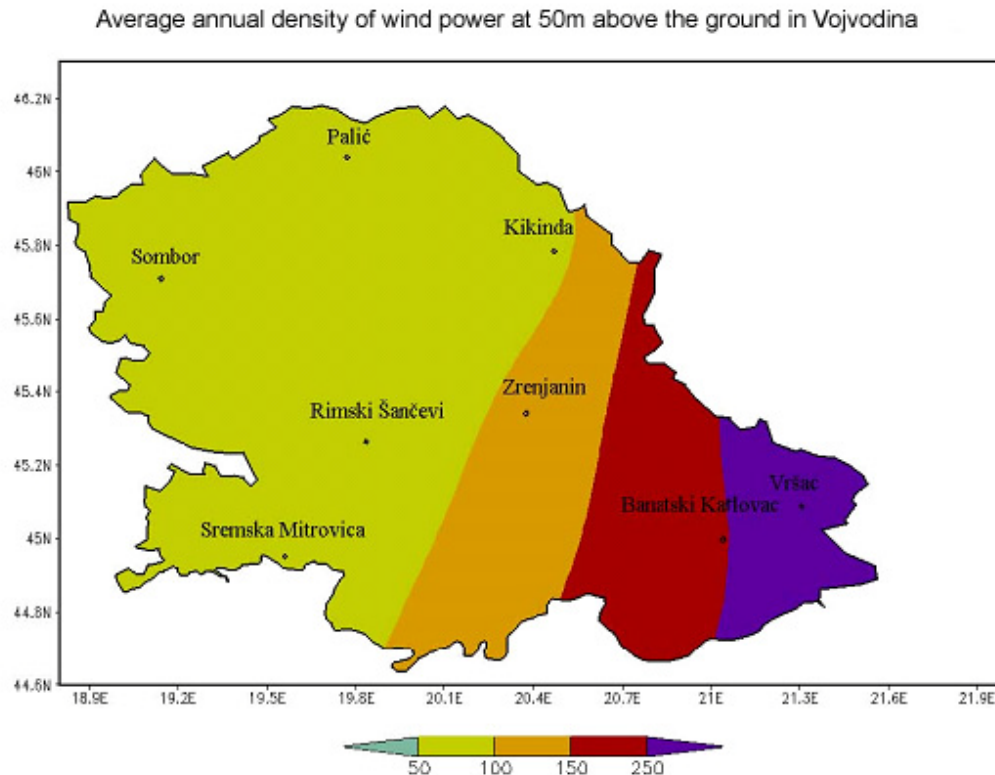 Average annual density of wind power at 50m above the ground in Vojvodina
46.2N
Palić
46N
Kikinda
45.8N
Sombor
45.6N
45.4N
Zrenjanin
Rimski Šančevi
45.2N
Vršac
Banatski Karlovac
Sremska Mitrovica
45N
44.8N
44.6N
18.9E 19.2E 19.5E 19.8E 20.1E 20.4E 20.7E 21E 21.3E 21.6E 21.9E
50 100 150 250